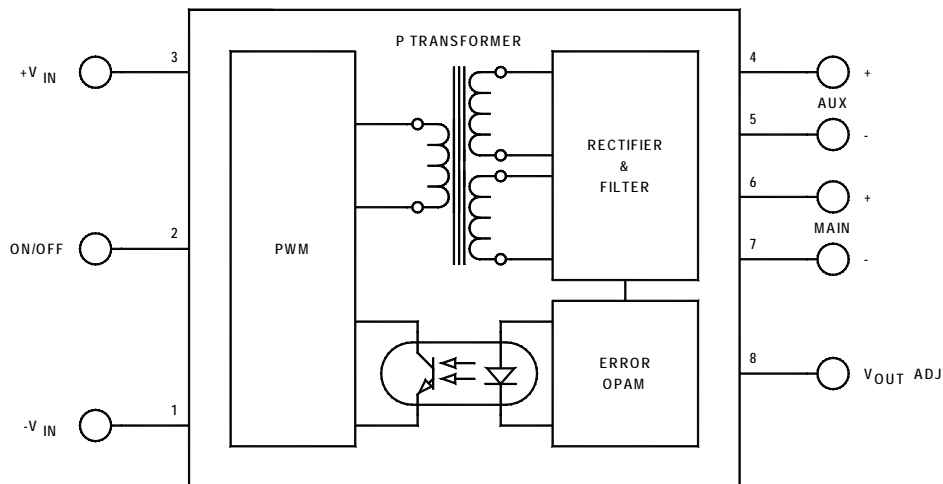 P TRANSFORMER
3
+V IN
2
ON/OFF
1
-V IN
PWM
RECTIFIER
&
FILTER
ERROR
OPAM
4
+
AUX
5
-
6
+
MAIN
7
-
8
VOUT ADJ